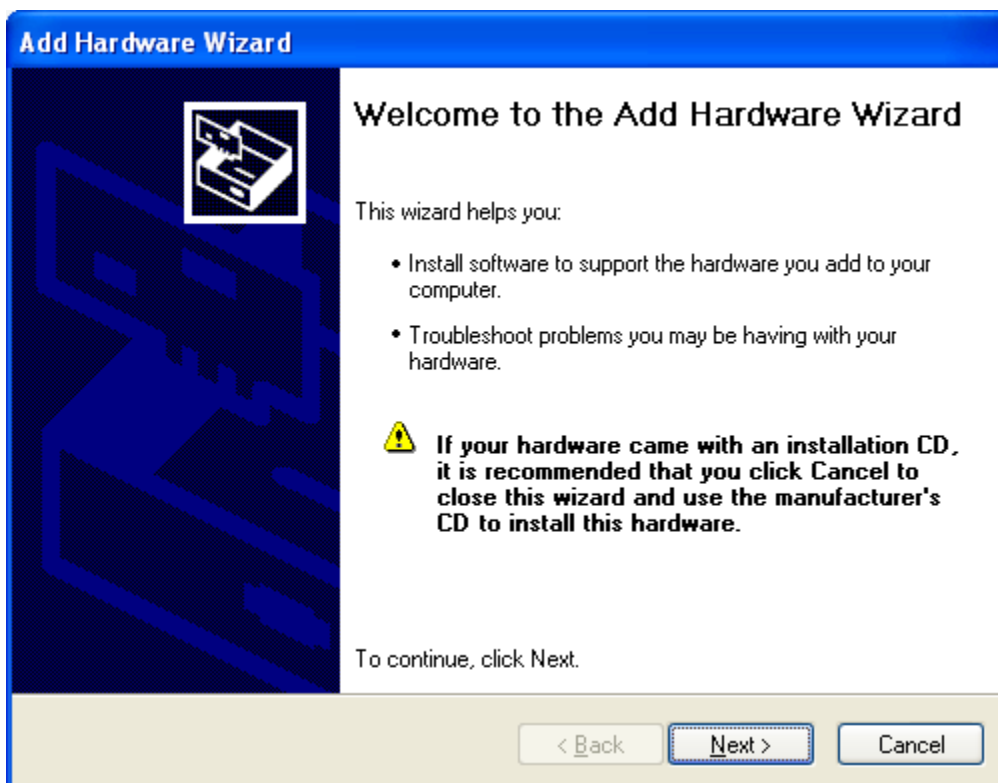 Add Hardware Wizard
Welcome to the Add Hardware Wizard
This wizard helps you:
• Install software to support the hardware you add to your
computer.
• Troubleshoot problems you may be having with your
hardware.
If your hardware came with an installation CD,
it is recommended that you click Cancel to
close this wizard and use the manufacturer's
CD to install this hardware.
To continue, click Next.
< Back
Next >
Cancel